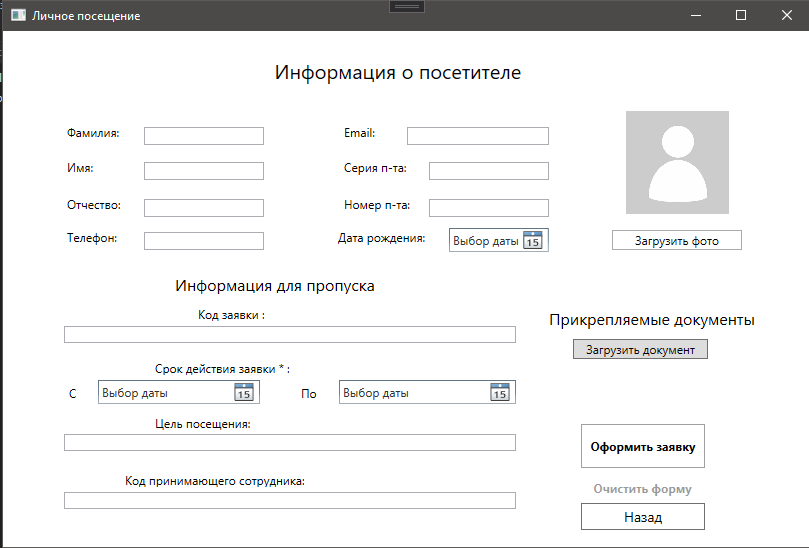 Личное посещение
Информация о посетителе
Фамилия:
Email:
Имя:
Серия п-та:
Отчество:
Номер п-та:
Телефон:
Дата рождения:
Выбор даты 15
Загрузить фото
Информация для пропуска
Код заявки :
Прикрепляемые документы
Загрузить документ
Срок действия заявки * :
С
Выбор даты 15
По
Выбор даты 15
Цель посещения:
Оформить заявку
Код принимающего сотрудника:
Очистить форму
Назад